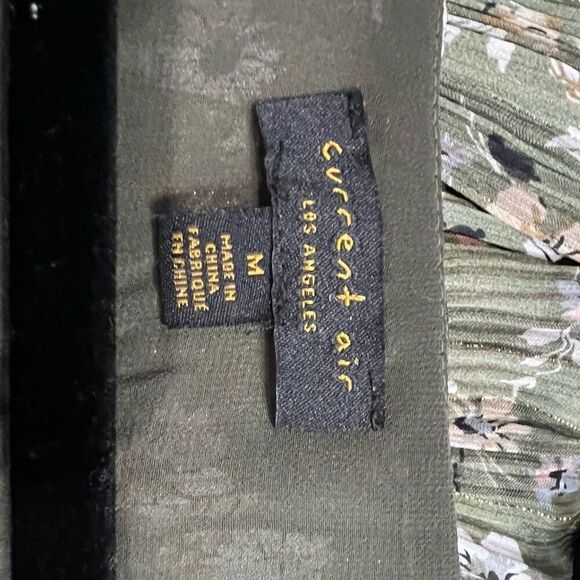 current air
LOS ANGELES
M
MADE IN
CHINA
FABRIQUÉ
EN CHINE